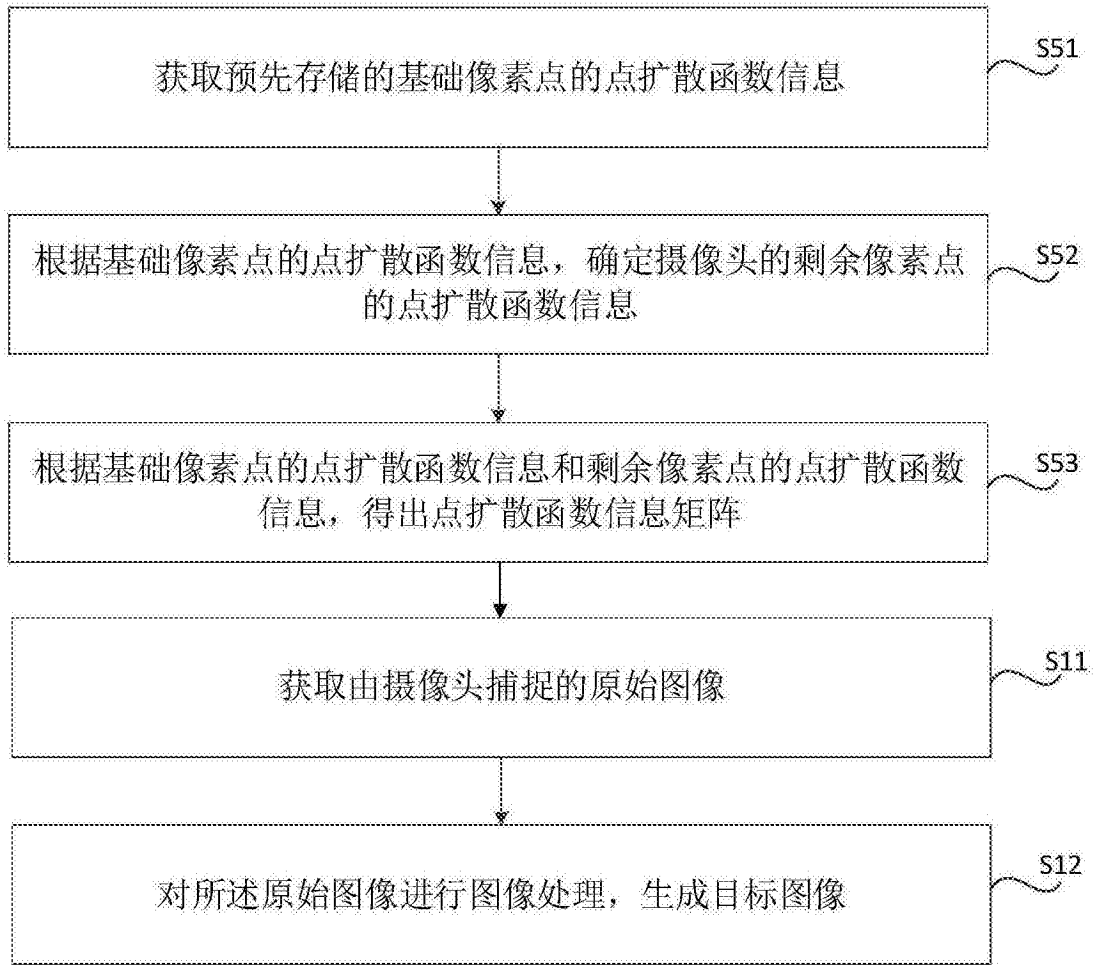 获取预先存储的基础像素点的点扩散函数信息
S51
根据基础像素点的点扩散函数信息，确定摄像头的剩余像素点
的点扩散函数信息
S52
根据基础像素点的点扩散函数信息和剩余像素点的点扩散函数
信息，得出点扩散函数信息矩阵
S53
获取由摄像头捕捉的原始图像
S11
对所述原始图像进行图像处理，生成目标图像
S12